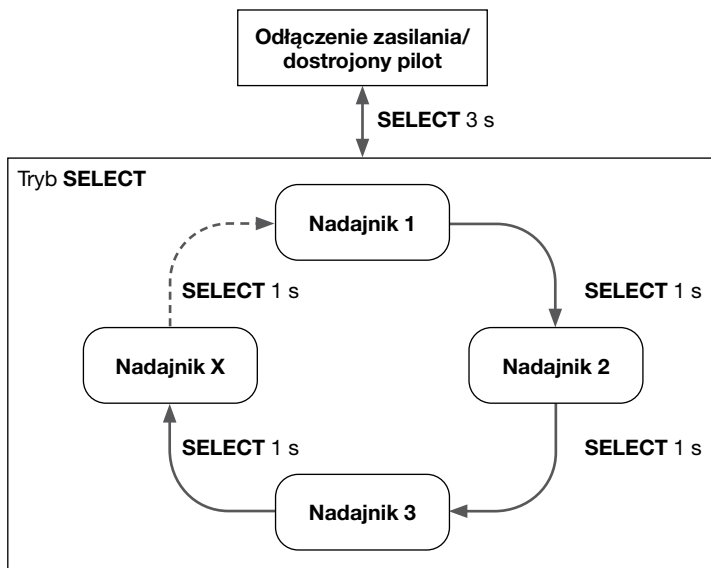 Odłączenie zasilania/
dostrojony pilot
SELECT 3 s
Tryb SELECT
Nadajnik 1
SELECT 1 s
SELECT 1 s
Nadajnik X
Nadajnik 2
SELECT 1 s
SELECT 1 s
Nadajnik 3